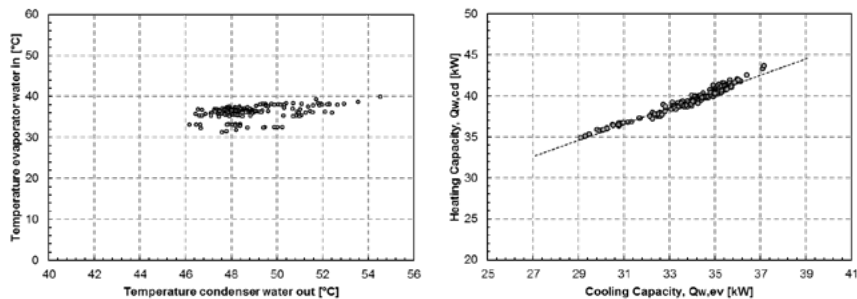 Temperature evaporator water in [°C]
60
50
40
30
20
10
0
40 42 44 46 48 50 52 54 56
Temperature condenser water out [°C]
Heating Capacity, Qw,cd [kW]
50
45
40
35
30
25
20
25 27 29 31 33 35 37 39 41
Cooling Capacity, Qw,ev [kW]